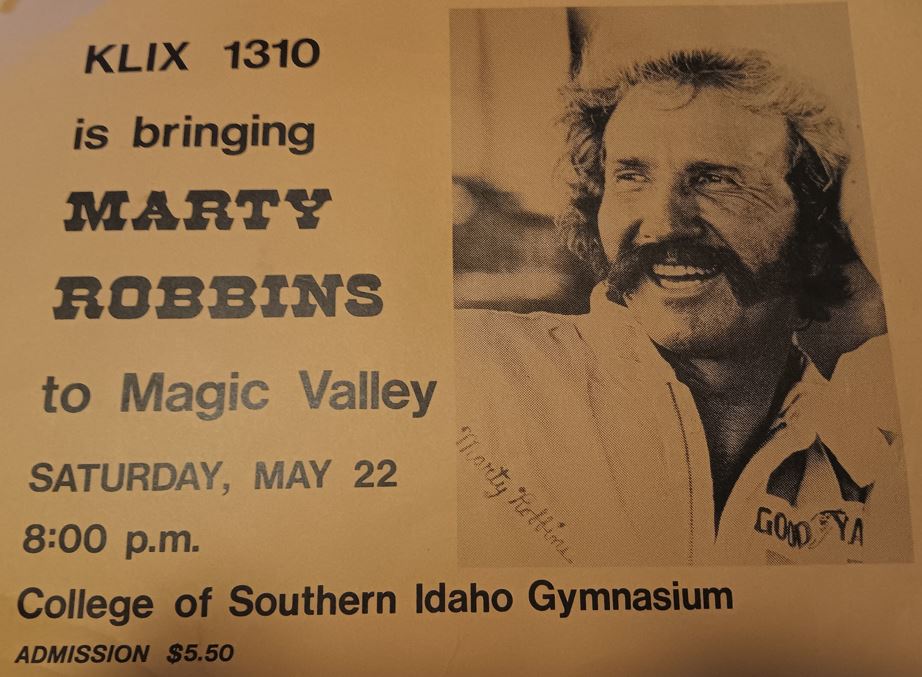 KLIX 1310
is bringing
MARTY
ROBBINS
to Magic Valley
SATURDAY, MAY 22
8:00 p.m.
College of Southern Idaho Gymnasium
ADMISSION $5.50
Marty Robbins
GOOD YA